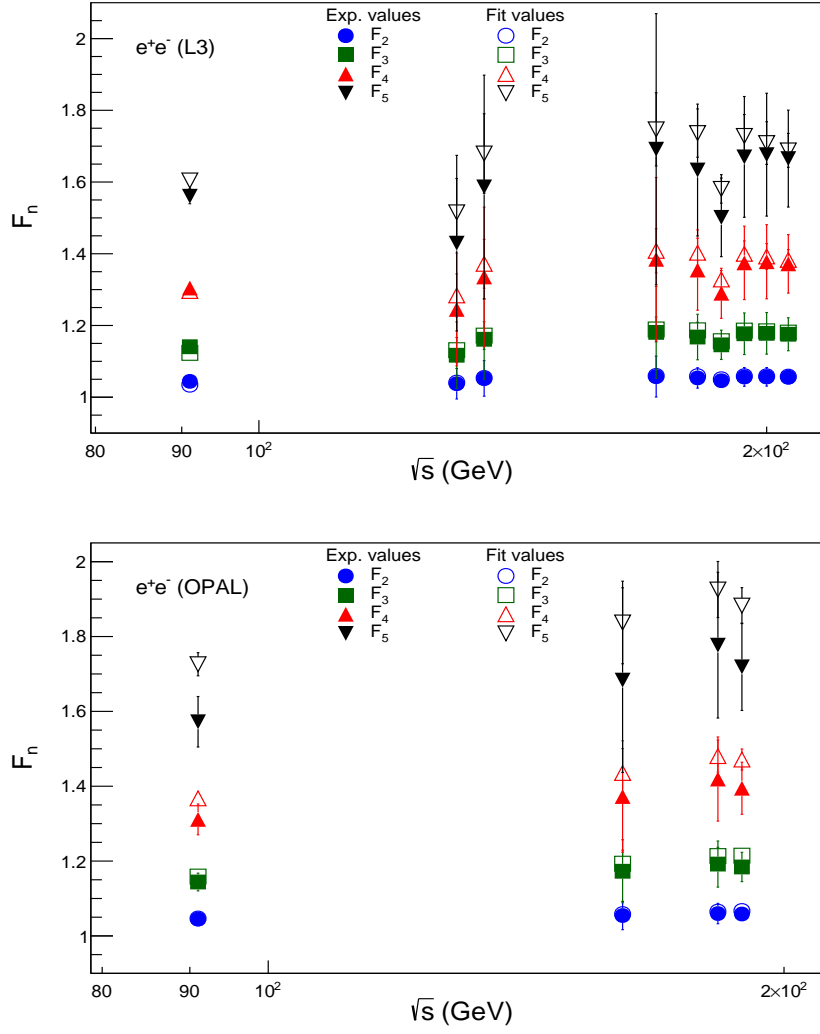 Exp. values Fit values
e⁺e⁻ (L3)
F₂ F₂
F₃ F₃
F₄ F₄
F₅ F₅
2
1.8
1.6
1.4
1.2
1
Fₙ
80 90 10² 2×10²
√s (GeV)
Exp. values Fit values
e⁺e⁻ (OPAL)
F₂ F₂
F₃ F₃
F₄ F₄
F₅ F₅
2
1.8
1.6
1.4
1.2
1
Fₙ
80 90 10² 2×10²
√s (GeV)